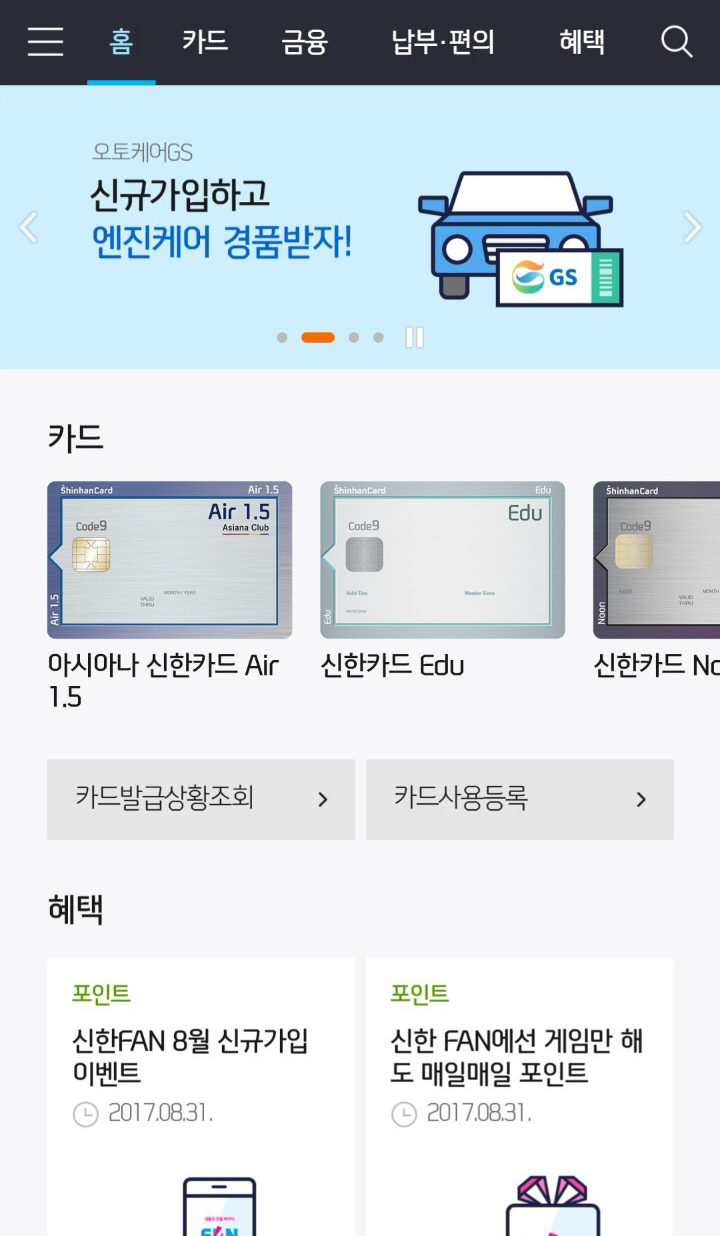 홈 카드 금융 납부·편의 혜택
오토케어GS
신규가입하고
엔진케어 경품받자!
GS
카드
ShinhanCard Air 1.5
Air 1.5
Asiana Club
Code9
MONTH / YEAR
VALID
THRU
Air 1.5
ShinhanCard Edu
Edu
Code9
Valid Thru Member Since
Edu
ShinhanCard
Code9
VALID
THRU
MONTH
Noon
아시아나 신한카드 Air
1.5
신한카드 Edu
신한카드 No
카드발급상황조회
카드사용등록
혜택
포인트
신한FAN 8월 신규가입
이벤트
2017.08.31.
포인트
신한 FAN에선 게임만 해
도 매일매일 포인트
2017.08.31.
FAN